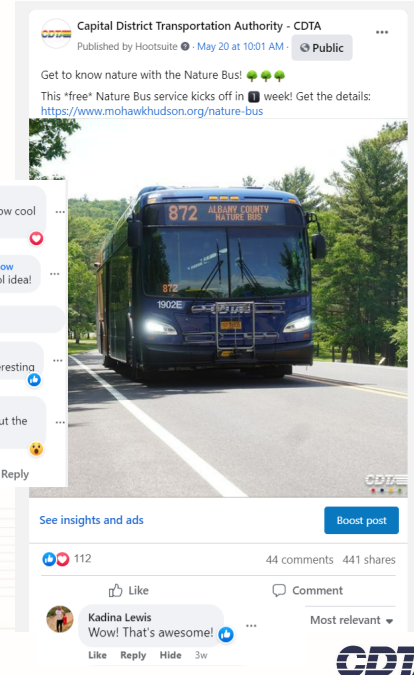 Capital District Transportation Authority - CDTA
Published by Hootsuite · May 20 at 10:01 AM · Public
Get to know nature with the Nature Bus!
This *free* Nature Bus service kicks off in 1 week! Get the details:
https://www.mohawkhudson.org/nature-bus
ow cool
ow
l idea!
eresting
ut the
Reply
872 ALBANY COUNTY
NATURE BUS
872
1902E
CDTA
CDTA
See insights and ads
Boost post
112
44 comments 441 shares
Like
Comment
Kadina Lewis
Wow! That's awesome!
Most relevant
Like Reply Hide 3w
CDT